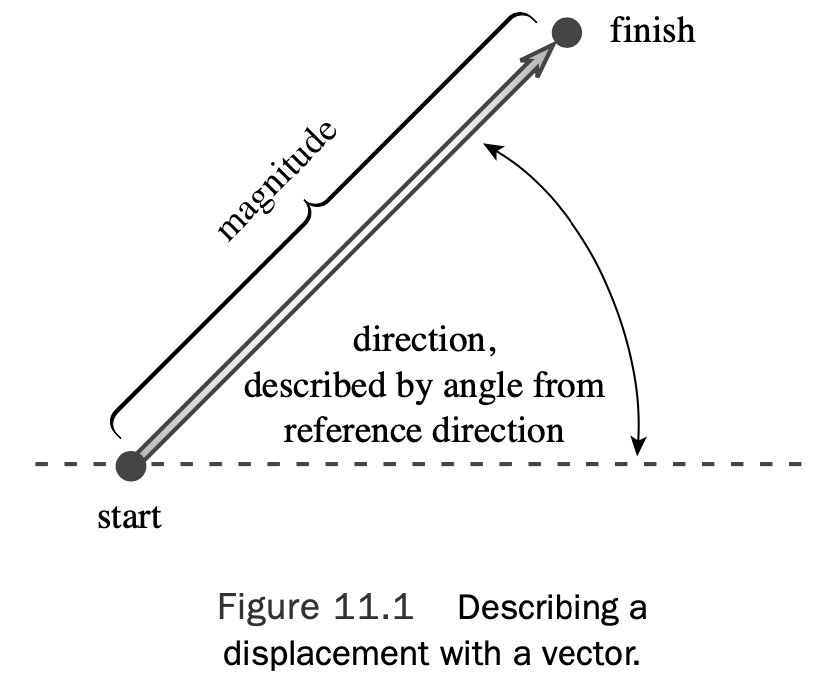 finish
magnitude
direction,
described by angle from
reference direction
start
Figure 11.1 Describing a
displacement with a vector.